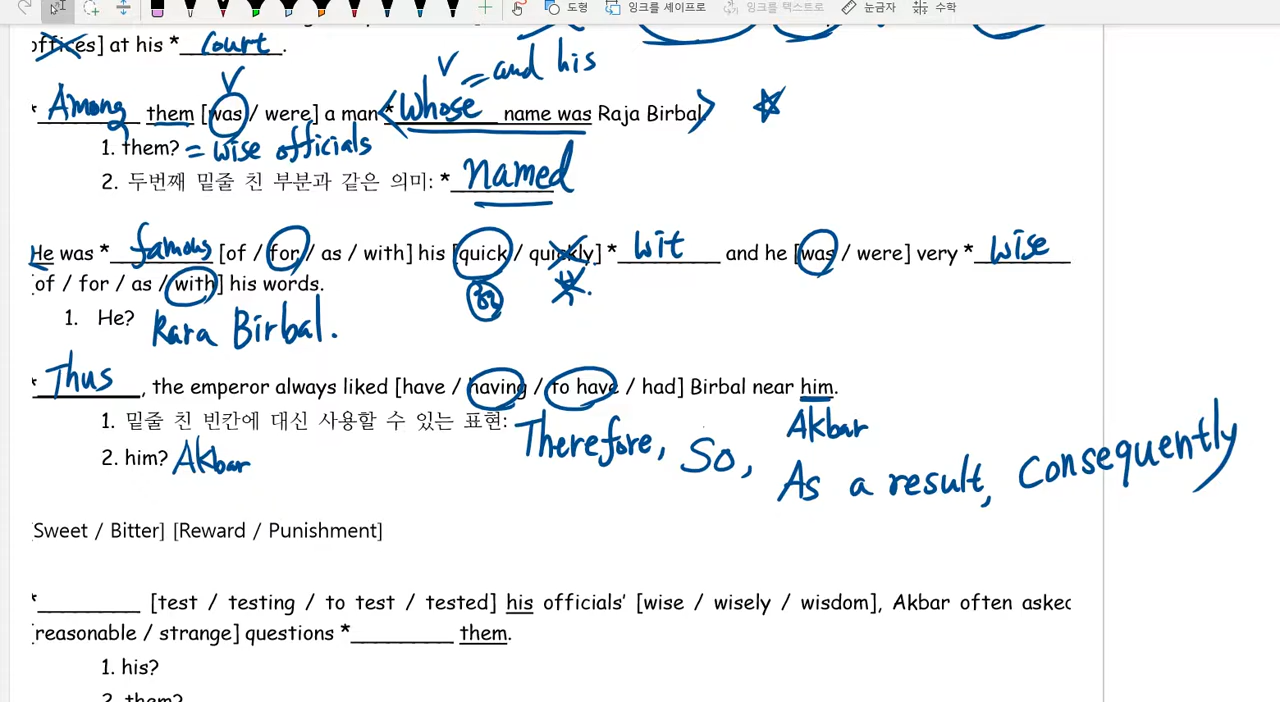 도형 잉크를 셰이프로 잉크를 텍스트로 눈금자 수학
offices] at his * court.
V = and his
V
* Among them [was / were] a man <* whose name was Raja Birbal.> ☆
1. them? = wise officials
2. 두번째 밑줄 친 부분과 같은 의미: * named
He was * famous [of / for / as / with] his [quick / quickly] * wit and he [was / were] very * wise
[of / for / as / with] his words.
1. He? Rara Birbal.
* Thus, the emperor always liked [have / having / to have / had] Birbal near him.
Akbar
1. 밑줄 친 빈칸에 대신 사용할 수 있는 표현: Therefore, So, As a result, Consequently
2. him? Akbar
[Sweet / Bitter] [Reward / Punishment]
*_________ [test / testing / to test / tested] his officials' [wise / wisely / wisdom], Akbar often asked
[reasonable / strange] questions *_________ them.
1. his?
2. them?